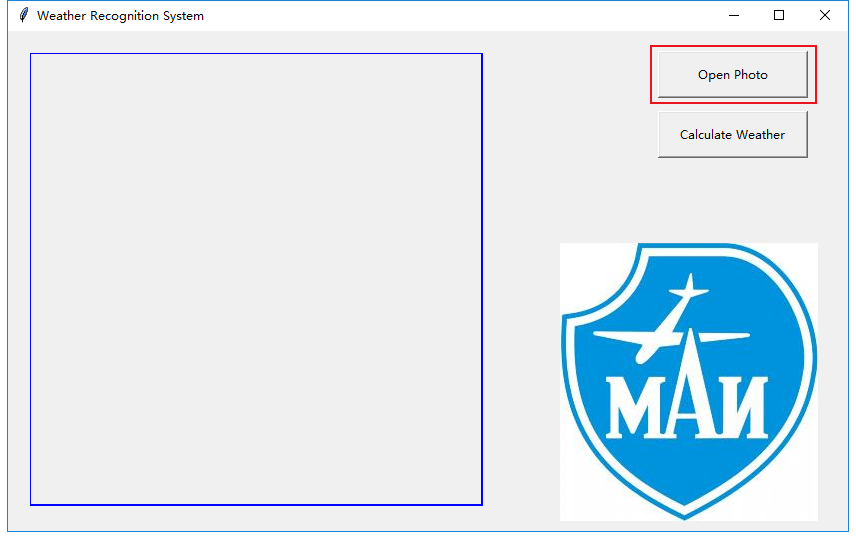 Weather Recognition System
Open Photo
Calculate Weather
МАИ